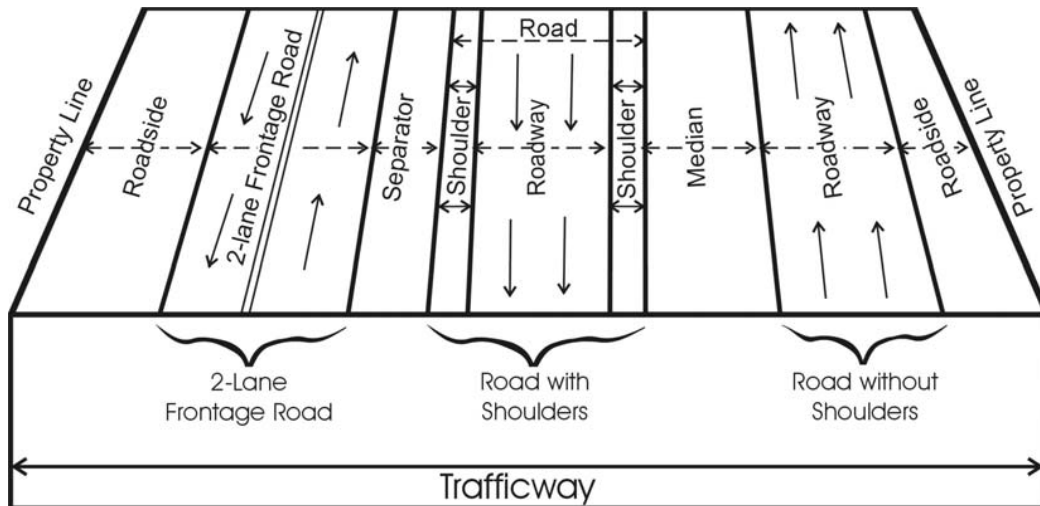 Road
Property Line
Roadside
2-lane Frontage Road
Separator
Shoulder
Roadway
Shoulder
Median
Roadway
Roadside
Property Line
2-Lane
Frontage Road
Road with
Shoulders
Road without
Shoulders
Trafficway